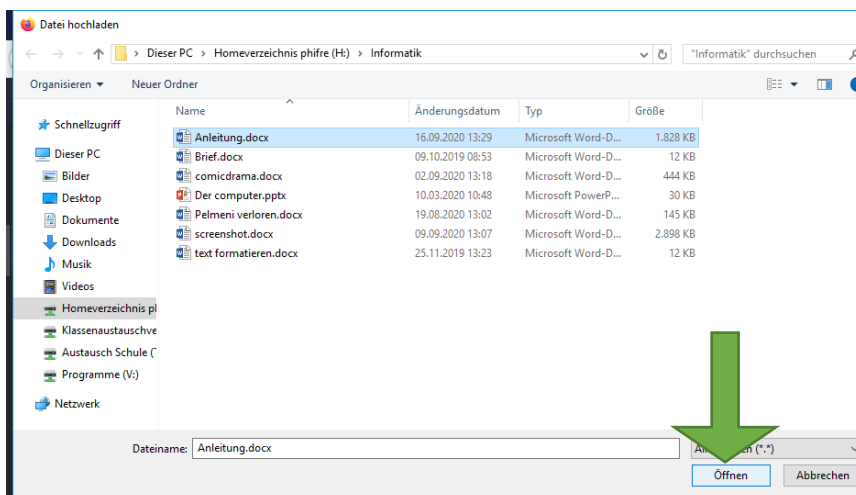 Datei hochladen
Dieser PC > Homeverzeichnis phifre (H:) > Informatik
"Informatik" durchsuchen
Organisieren
Neuer Ordner
Name Änderungsdatum Typ Größe
Schnellzugriff
Dieser PC
Bilder
Desktop
Dokumente
Downloads
Musik
Videos
Homeverzeichnis pl
Klassenaustauschve
Austausch Schule (
Programme (V:)
Netzwerk
Anleitung.docx 16.09.2020 13:29 Microsoft Word-D... 1.828 KB
Brief.docx 09.10.2019 08:53 Microsoft Word-D... 12 KB
comicdrama.docx 02.09.2020 13:18 Microsoft Word-D... 444 KB
Der computer.pptx 10.03.2020 10:48 Microsoft PowerP... 30 KB
Pelmeni verloren.docx 19.08.2020 13:02 Microsoft Word-D... 145 KB
screenshot.docx 09.09.2020 13:07 Microsoft Word-D... 2.898 KB
text formatieren.docx 25.11.2019 13:23 Microsoft Word-D... 12 KB
Dateiname: Anleitung.docx
(*.*)
Öffnen Abbrechen